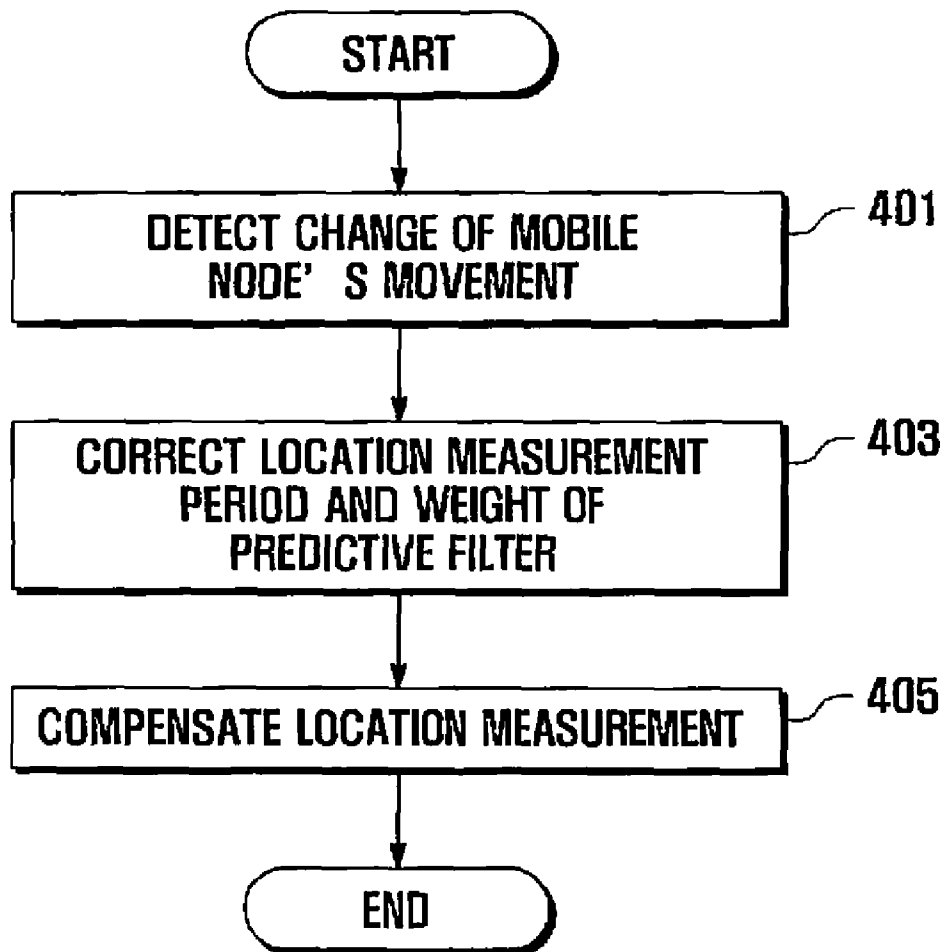 START
DETECT CHANGE OF MOBILE
NODE' S MOVEMENT
401
CORRECT LOCATION MEASUREMENT
PERIOD AND WEIGHT OF
PREDICTIVE FILTER
403
COMPENSATE LOCATION MEASUREMENT
405
END